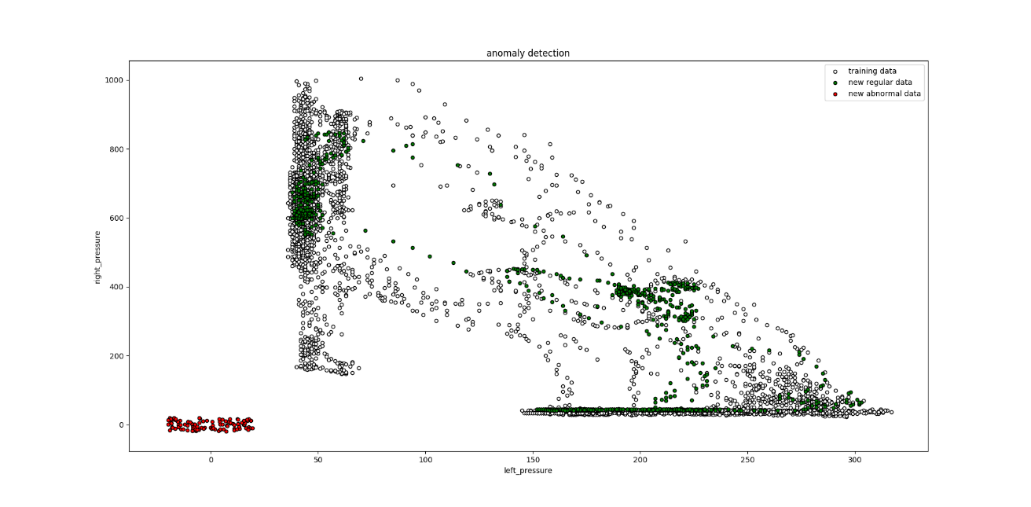 anomaly detection
training data
new regular data
new abnormal data
right_pressure
1000
800
600
400
200
0
0 50 100 150 200 250 300
left_pressure